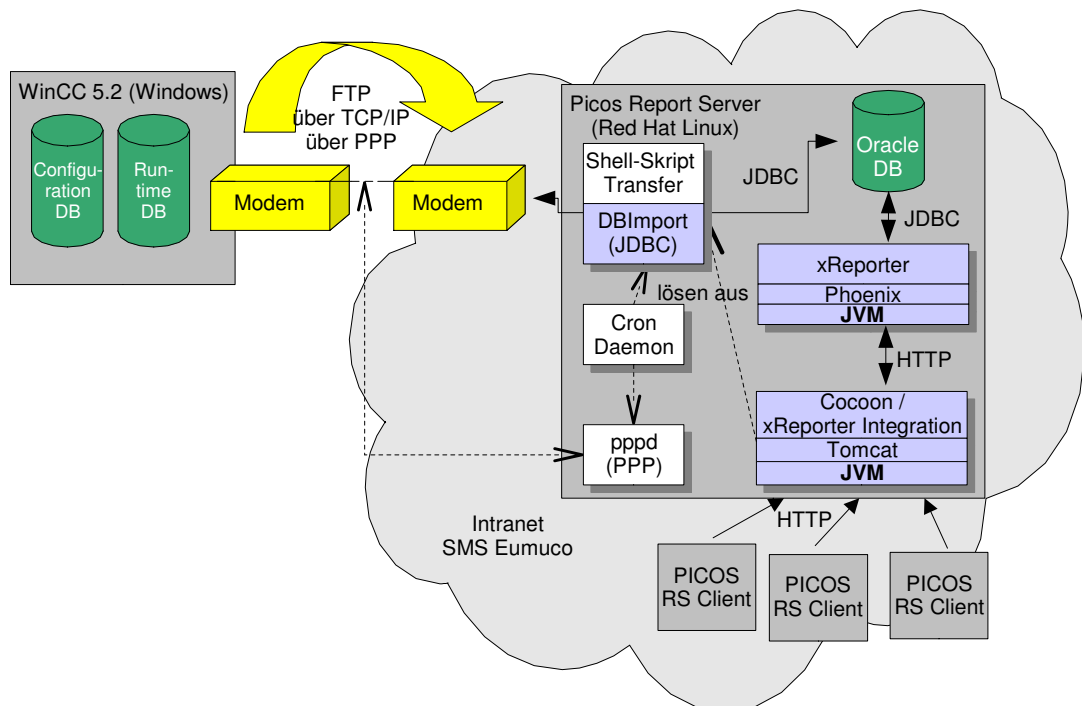 WinCC 5.2 (Windows)
Configu-
ration
DB
Run-
time
DB
FTP
über TCP/IP
über PPP
Modem
Modem
Picos Report Server
(Red Hat Linux)
Shell-Skript
Transfer
DBImport
(JDBC)
JDBC
Oracle
DB
JDBC
xReporter
Phoenix
JVM
lösen aus
Cron
Daemon
HTTP
Cocoon /
xReporter Integration
Tomcat
JVM
pppd
(PPP)
Intranet
SMS Eumuco
HTTP
PICOS
RS Client
PICOS
RS Client
PICOS
RS Client